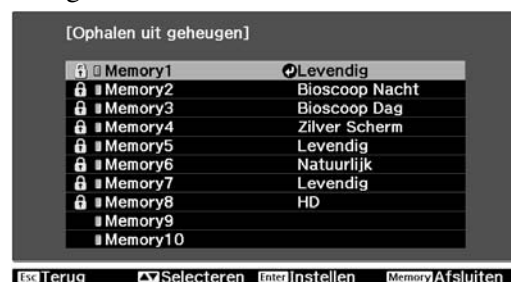 [Ophalen uit geheugen]
Memory1 Levendig
Memory2 Bioscoop Nacht
Memory3 Bioscoop Dag
Memory4 Zilver Scherm
Memory5 Levendig
Memory6 Natuurlijk
Memory7 Levendig
Memory8 HD
Memory9
Memory10
Esc Terug Selecteren Enter Instellen Memory Afsluiten